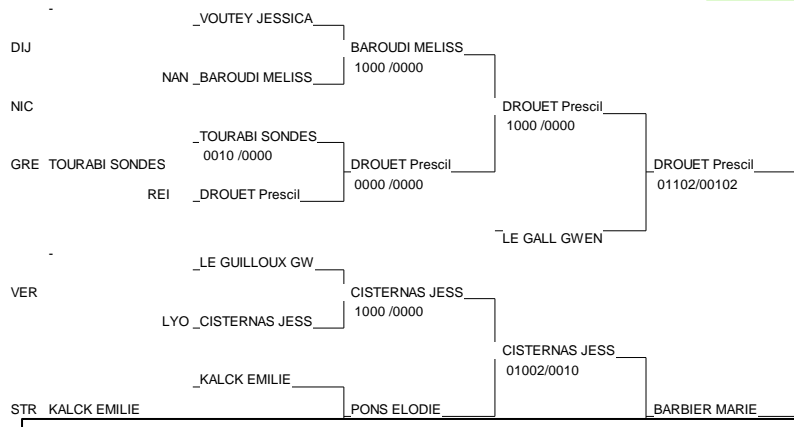 -
_VOUTEY JESSICA
DIJ BAROUDI MELISS
1000 /0000
NAN _BAROUDI MELISS
NIC DROUET Prescil
1000 /0000
_TOURABI SONDES
0010 /0000
GRE TOURABI SONDES DROUET Prescil DROUET Prescil
0000 /0000 01102/00102
REI _DROUET Prescil
_LE GALL GWEN
-
_LE GUILLOUX GW
VER CISTERNAS JESS
1000 /0000
LYO _CISTERNAS JESS
CISTERNAS JESS
01002/0010
_KALCK EMILIE
STR KALCK EMILIE PONS ELODIE BARBIER MARIE